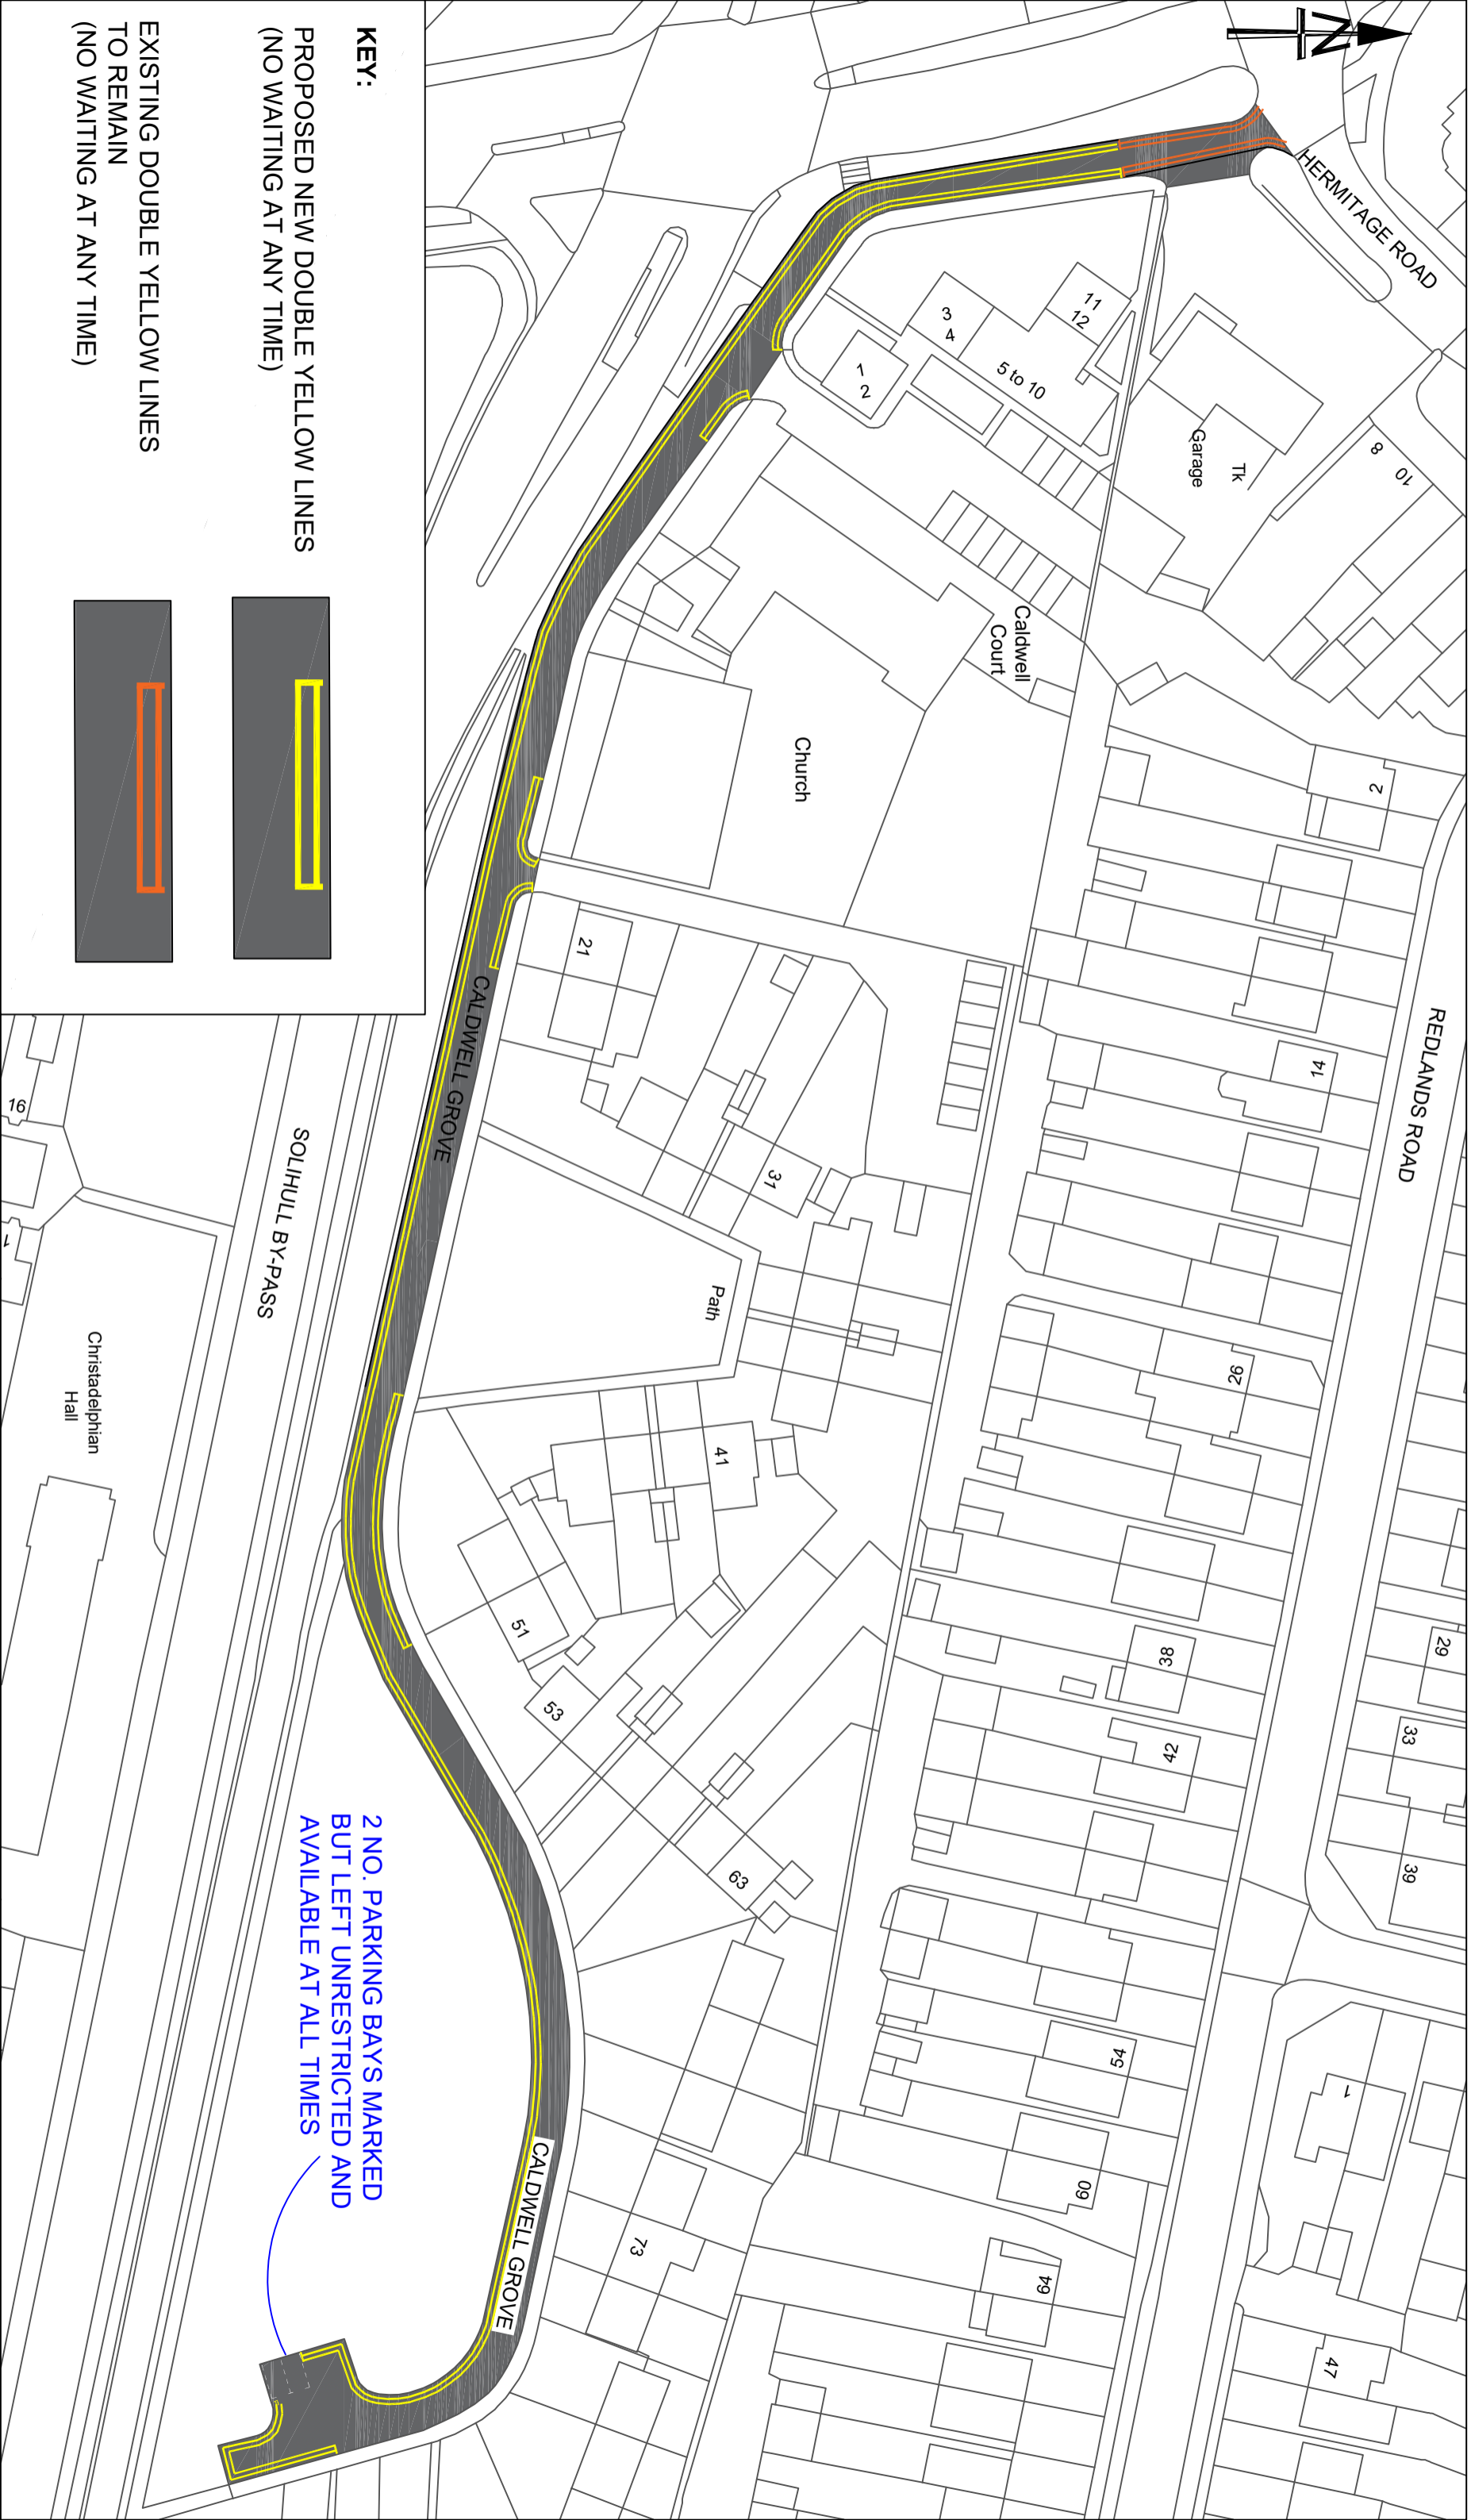 N
HERMITAGE ROAD
11
12
3
4
5 to 10
1
2
Garage
Tk
8
10
Caldwell
Court
Church
2
14
REDLANDS ROAD
21
31
CALDWELL GROVE
Path
26
41
51
53
38
42
29
33
39
63
54
1
60
64
73
47
CALDWELL GROVE
SOLIHULL BY-PASS
16
1
Christadelphian
Hall
2 NO. PARKING BAYS MARKED
BUT LEFT UNRESTRICTED AND
AVAILABLE AT ALL TIMES
KEY:
PROPOSED NEW DOUBLE YELLOW LINES
(NO WAITING AT ANY TIME)
EXISTING DOUBLE YELLOW LINES
TO REMAIN
(NO WAITING AT ANY TIME)